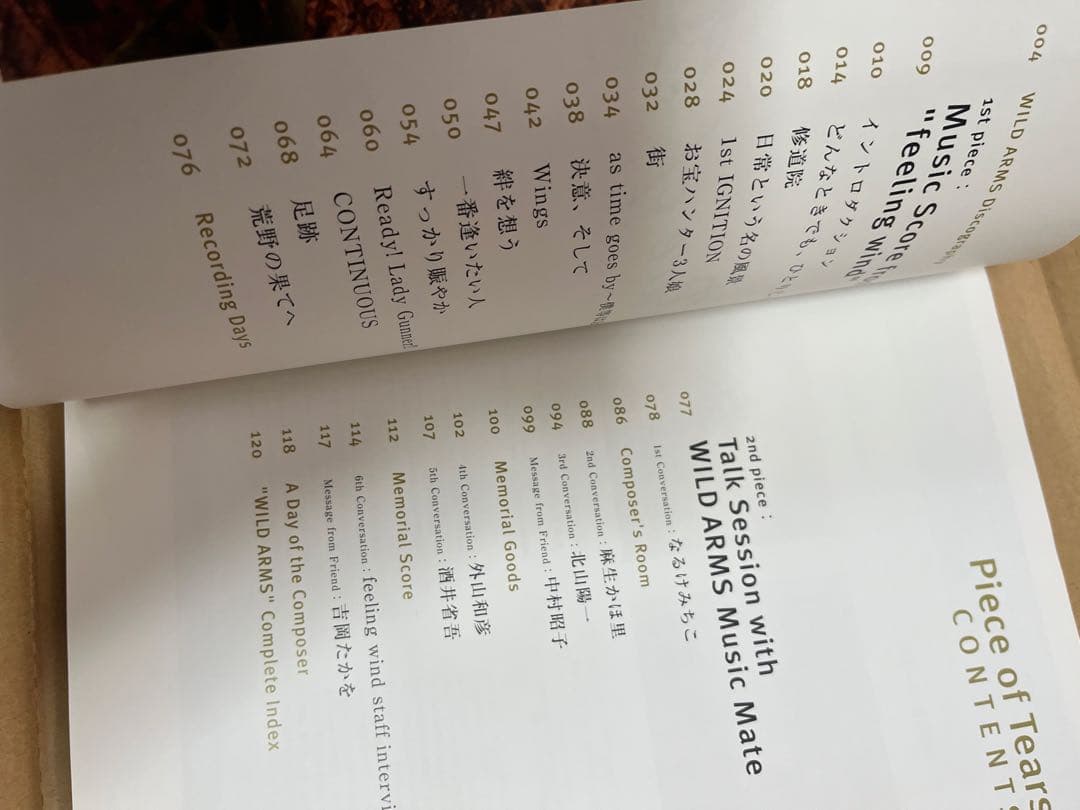 Piece of Tears
CONTENTS
004 WILD ARMS Discography
1st piece:
009 Music Score
"feeling wind"
010 イントロダクション
014 どんなときでも、ひとり
018 修道院
020 日常という名の風景
024 1st IGNITION
028 お宝ハンター3人娘
032 街
034 as time goes by～
038 決意、そして
042 Wings
047 絆を想う
050 一番逢いたい人
054 すっかり賑やか
060 Ready! Lady Gunner!
064 CONTINUOUS
068 足跡
072 荒野の果てへ
076 Recording Days
2nd piece:
077 Talk Session with
WILD ARMS Music Mate
078 1st Conversation : なるけみちこ
086 Composer's Room
088 2nd Conversation : 麻生かほ里
094 3rd Conversation : 北山陽一
099 Message from Friend : 中村昭子
100 Memorial Goods
102 4th Conversation : 外山和彦
107 5th Conversation : 酒井省吾
112 Memorial Score
114 6th Conversation : feeling wind staff intervi
117 Message from Friend : 吉岡たかを
118 A Day of the Composer
120 "WILD ARMS" Complete Index